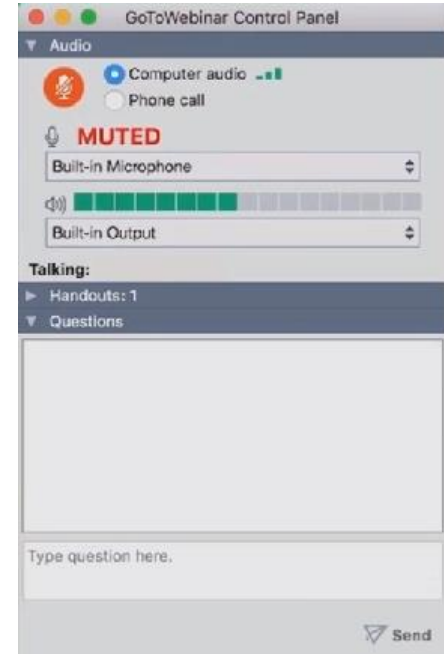 GoToWebinar Control Panel
Audio
Computer audio
Phone call
MUTED
Built-in Microphone
Built-in Output
Talking:
Handouts: 1
Questions
Type question here.
Send